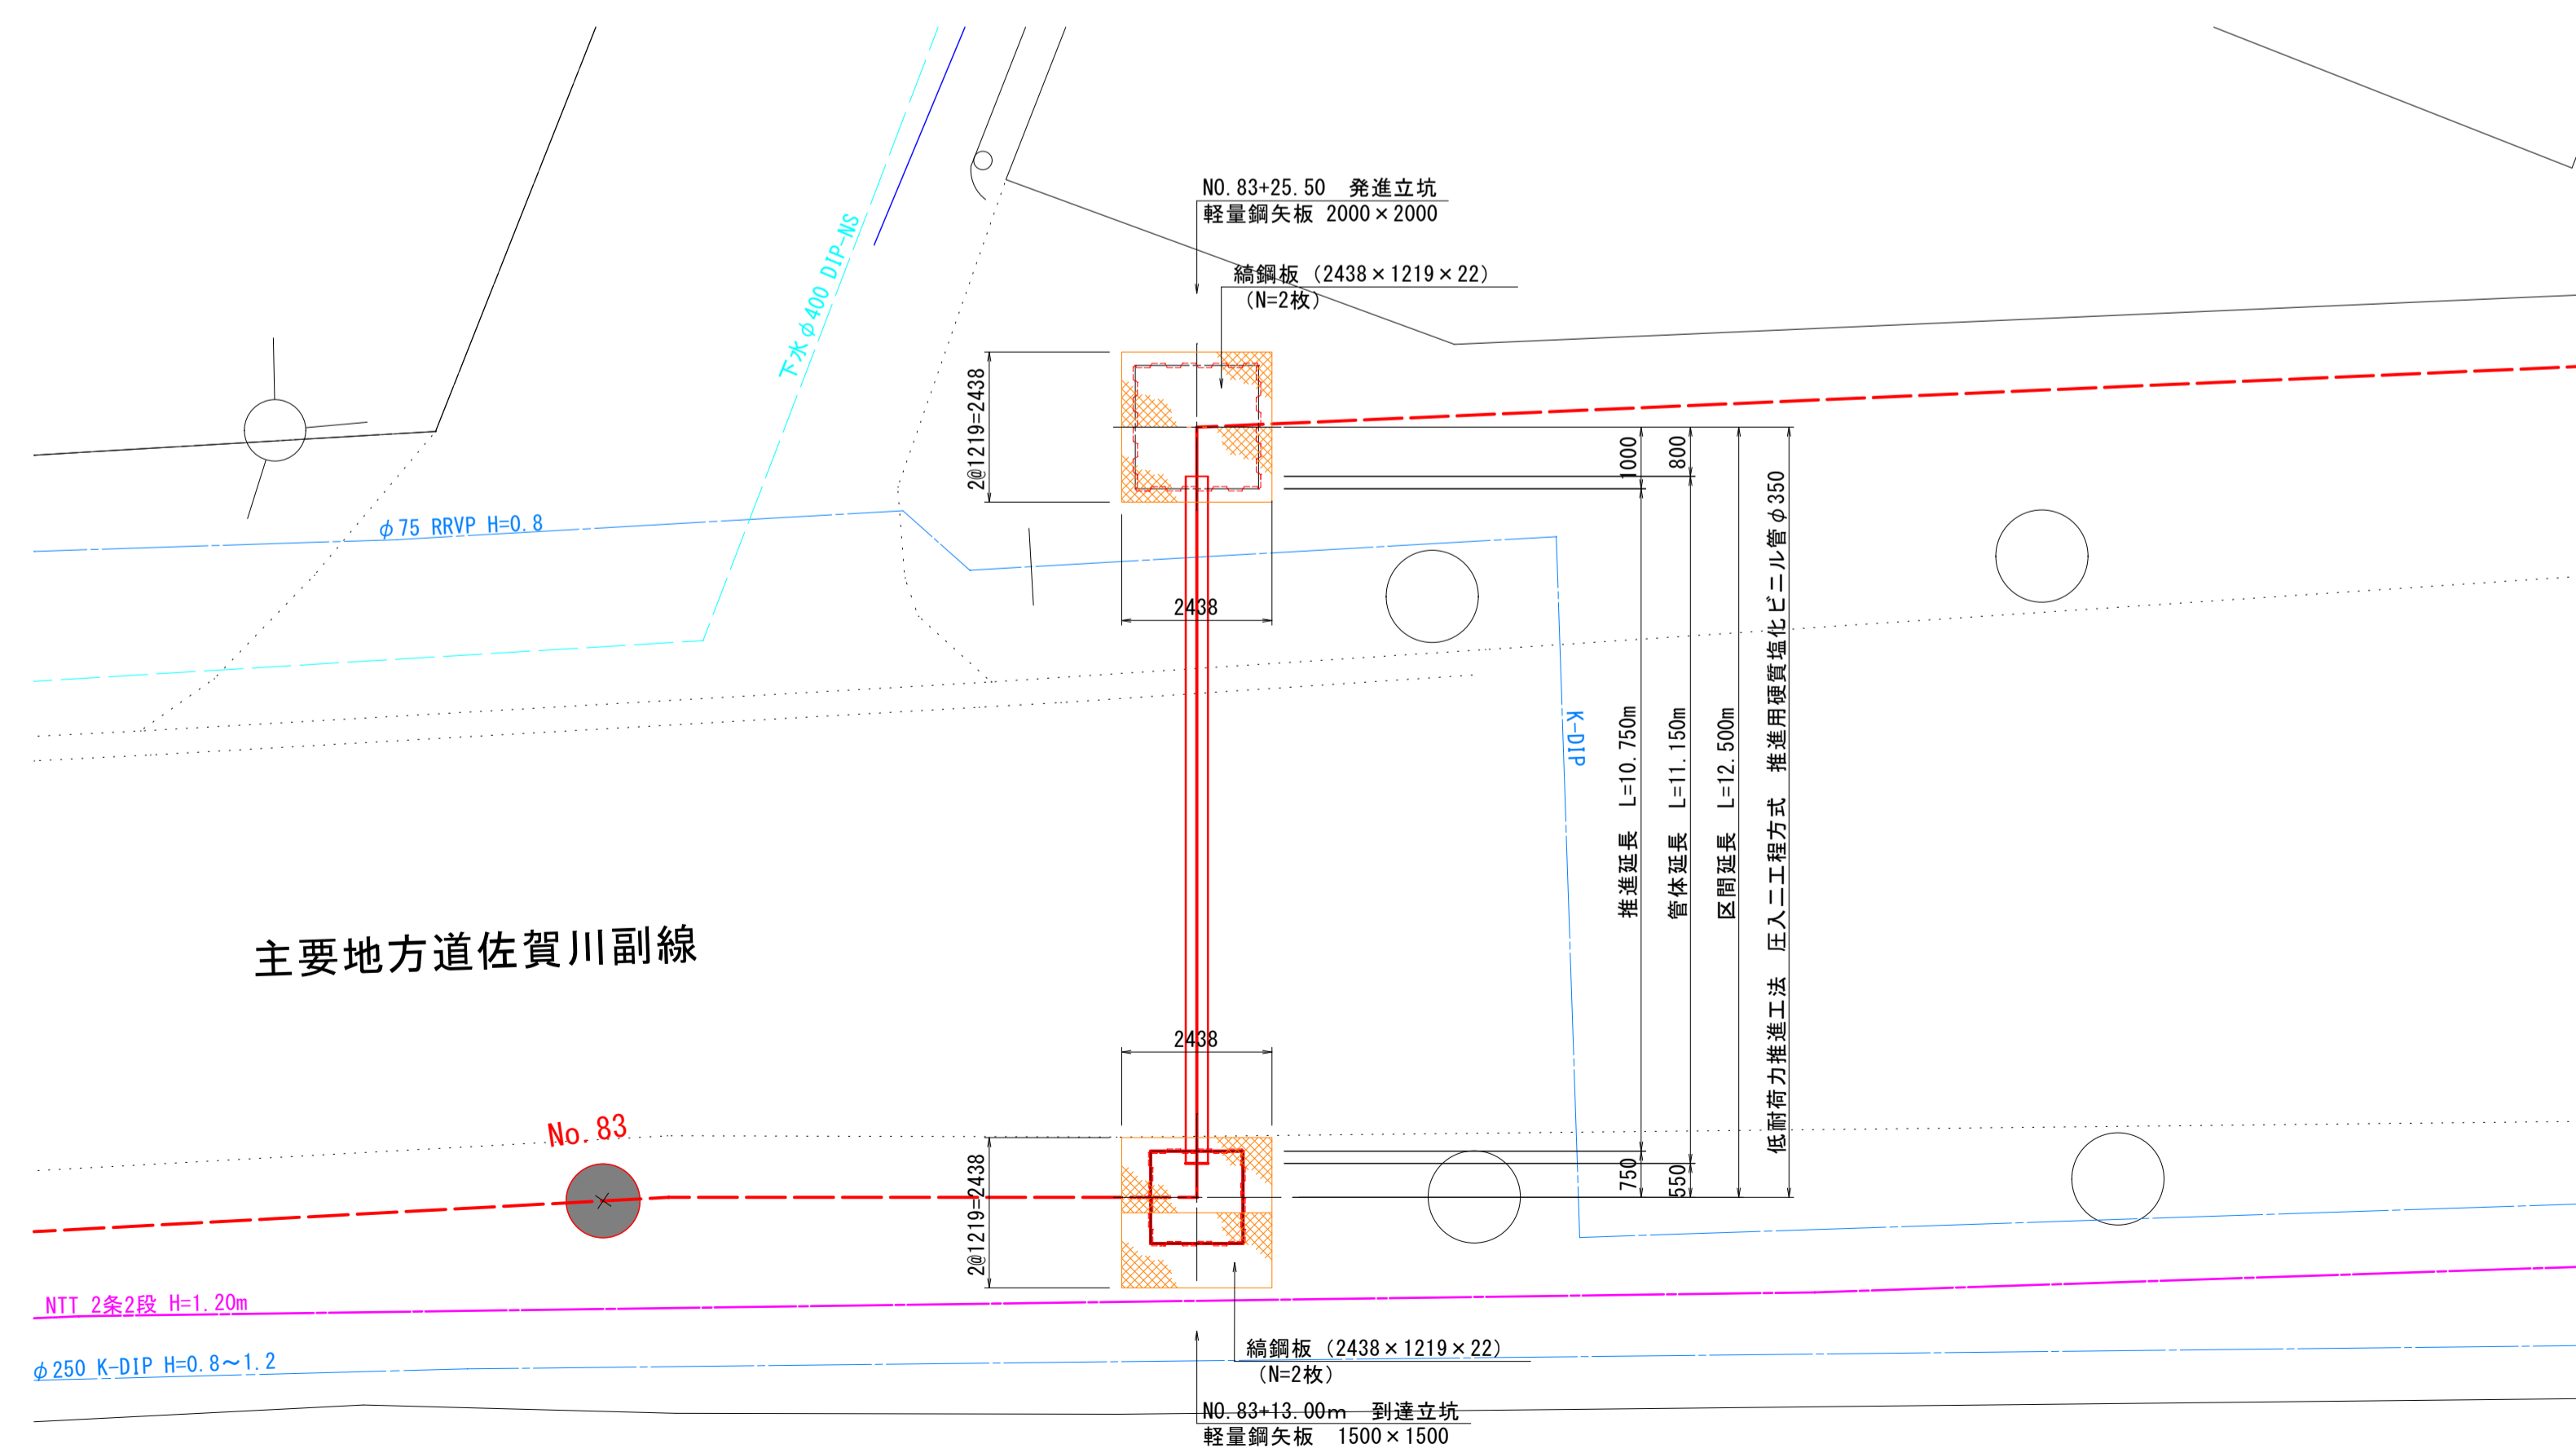 NO.83+25.50 発進立坑
軽量鋼矢板 2000×2000
縞鋼板(2438×1219×22)
(N=2枚)
下水φ400 DIP-NS
2@1219=2438
1000
800
φ75 RRVP H=0.8
2438
K-DIP
推進延長 L=10.750m
管体延長 L=11.150m
区間延長 L=12.500m
低耐荷力推進工法 圧入二工程方式 推進用硬質塩化ビニル管φ350
主要地方道佐賀川副線
2438
No.83
2@1219=2438
750
550
NTT 2条2段 H=1.20m
φ250 K-DIP H=0.8～1.2
縞鋼板(2438×1219×22)
(N=2枚)
NO.83+13.00m 到達立坑
軽量鋼矢板 1500×1500